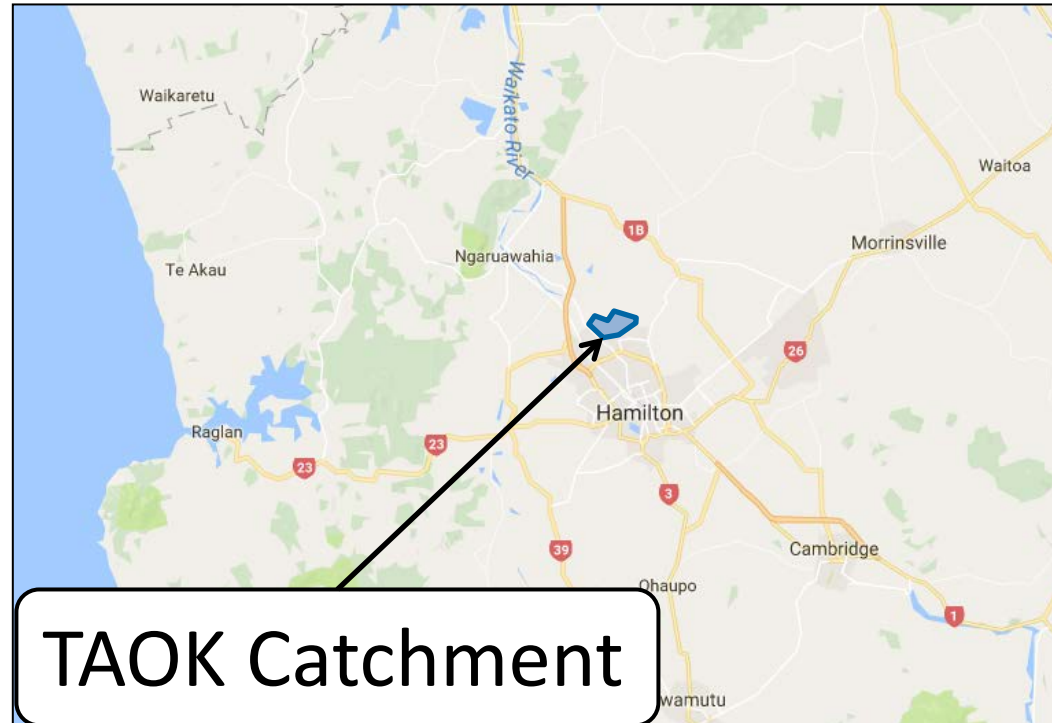 Waikaretu
Waikato River
Waitoa
1B
Morrinsville
Ngaruawahia
Te Akau
26
Hamilton
Raglan
23
23
3
39
Cambridge
Ohaupo
1
TAOK Catchment
wamutu